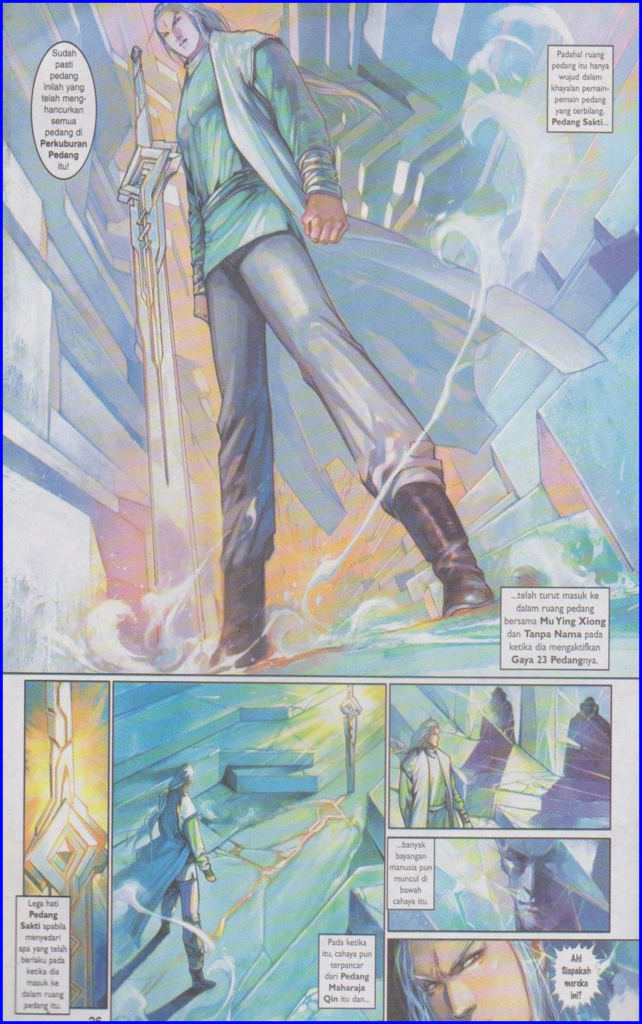 Sudah
pasti
pedang
inilah yang
telah meng-
hancurkan
semua
pedang di
Perkuburan
Pedang
itu!
Padahal ruang
pedang itu hanya
wujud dalam
khayalan pemain-
pemain pedang
yang terbilang.
Pedang Sakti...
...telah turut masuk ke
dalam ruang pedang
bersama Mu Ying Xiong
dan Tanpa Nama pada
ketika dia mengaktifkan
Gaya 23 Pedangnya.
Lega hati
Pedang
Sakti apabila
menyedari
apa yang telah
berlaku pada
ketika dia
masuk ke
dalam ruang
pedang itu.
Pada ketika
itu, cahaya pun
terpancar
dari Pedang
Maharaja
Qin itu dan...
...banyak
bayangan
manusia pun
muncul di
bawah
cahaya itu.
Ah!
Siapakah
mereka
ini?